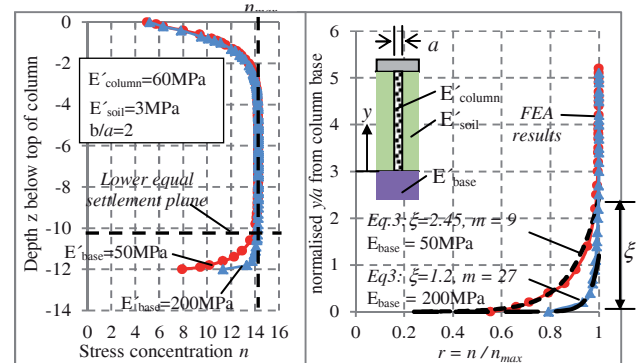 n_max
0
-2
-4
-6
-8
-10
-12
-14
Depth z below top of column
E´column=60MPa
E´soil=3MPa
b/a=2
Lower equal
settlement plane
E´base=50MPa
E´base=200MPa
0 2 4 6 8 10 12 14 16
Stress concentration n
6
5
4
3
2
1
0
normalised y/a from column base
a
y
E´column
E´soil
E´base
FEA
results
Eq.3: ξ=2.45, m = 9
E_base = 50MPa
Eq3: ξ=1.2, m = 27
E_base = 200MPa
ξ
0 0.2 0.4 0.6 0.8 1
r = n / n_max